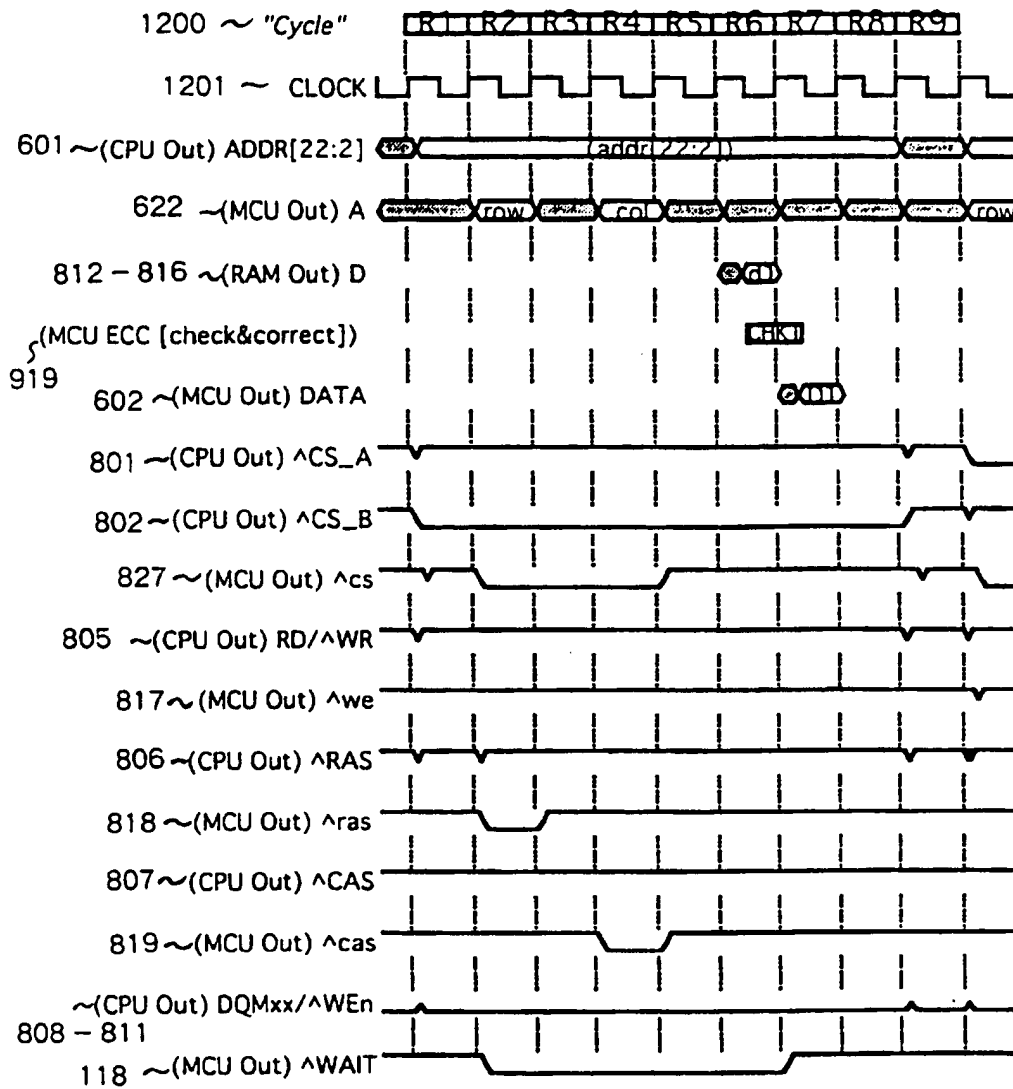 1200 ~ "Cycle" R1 R2 R3 R4 R5 R6 R7 R8 R9
1201 ~ CLOCK
601 ~(CPU Out) ADDR[22:2] (addr[22:2])
622 ~(MCU Out) A row col row
812 – 816 ~(RAM Out) D
(MCU ECC [check&correct])
919
602 ~(MCU Out) DATA
801 ~(CPU Out) ^CS_A
802 ~(CPU Out) ^CS_B
827 ~(MCU Out) ^cs
805 ~(CPU Out) RD/^WR
817 ~(MCU Out) ^we
806 ~(CPU Out) ^RAS
818 ~(MCU Out) ^ras
807 ~(CPU Out) ^CAS
819 ~(MCU Out) ^cas
~(CPU Out) DQMxx/^WEn
808 – 811
118 ~(MCU Out) ^WAIT